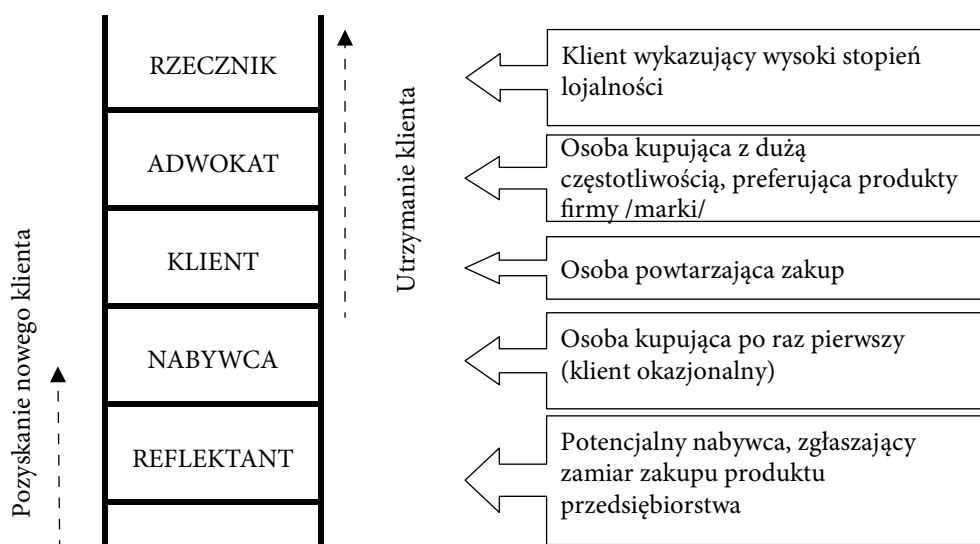 RZECZNIK
Klient wykazujący wysoki stopień
lojalności
ADWOKAT
Osoba kupująca z dużą
częstotliwością, preferująca produkty
firmy /marki/
KLIENT
Osoba powtarzająca zakup
NABYWCA
Osoba kupująca po raz pierwszy
(klient okazjonalny)
REFLEKTANT
Potencjalny nabywca, zgłaszający
zamiar zakupu produktu
przedsiębiorstwa
Utrzymanie klienta
Pozyskanie nowego klienta